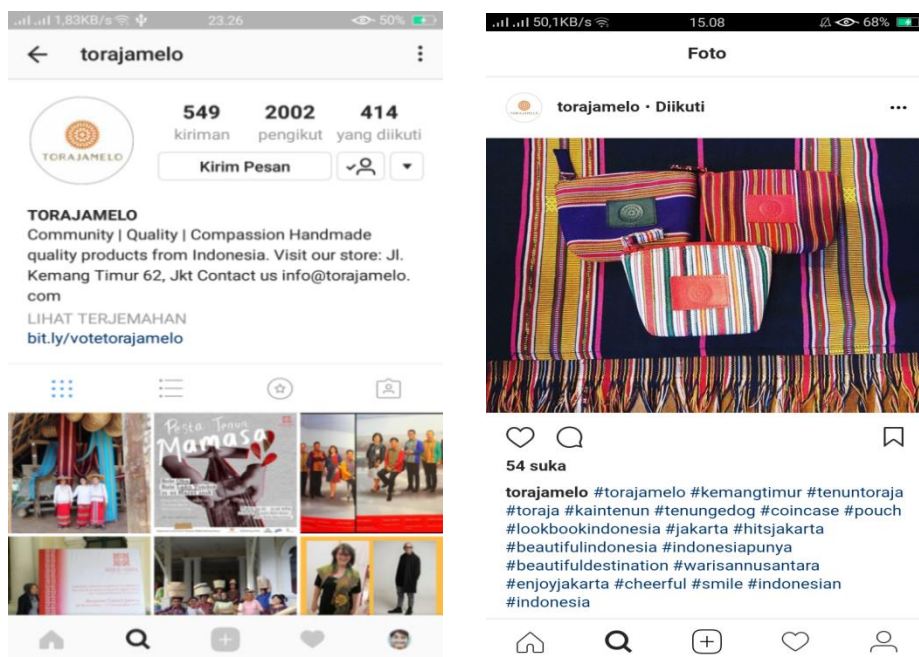 1,83KB/s 23.26 50%
torajamelo
549 2002 414
kiriman pengikut yang diikuti
TORAJAMELO
Kirim Pesan
TORAJAMELO
Community | Quality | Compassion Handmade
quality products from Indonesia. Visit our store: Jl.
Kemang Timur 62, Jkt Contact us info@torajamelo.
com
LIHAT TERJEMAHAN
bit.ly/votetorajamelo
Pesta Tenun
Mamasa
50,1KB/s 15.08 68%
Foto
torajamelo • Diikuti
54 suka
torajamelo #torajamelo #kemangtimur #tenuntoraja
#toraja #kaintenun #tenungedog #coincase #pouch
#lookbookindonesia #jakarta #hitsjakarta
#beautifulindonesia #indonesiapunya
#beautifuldestination #warisannusantara
#enjoyjakarta #cheerful #smile #indonesian
#indonesia